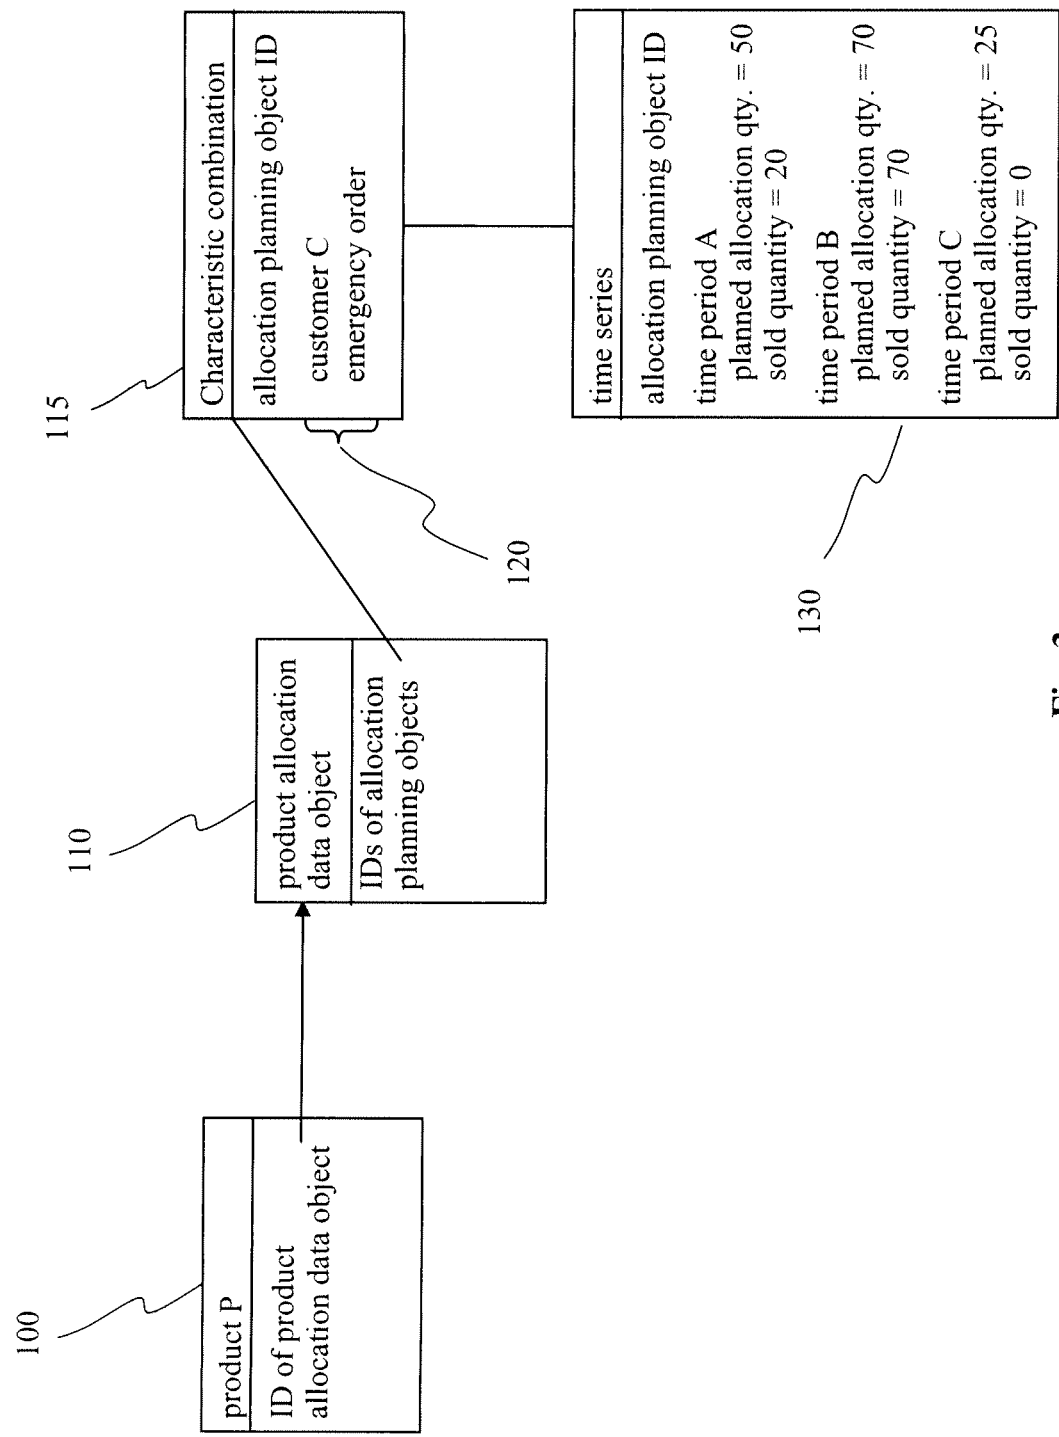 100
product P
ID of product
allocation data object
110
product allocation
data object
IDs of allocation
planning objects
115
Characteristic combination
allocation planning object ID
customer C
emergency order
120
time series
allocation planning object ID
time period A
planned allocation qty. = 50
sold quantity = 20
time period B
planned allocation qty. = 70
sold quantity = 70
time period C
planned allocation qty. = 25
sold quantity = 0
130